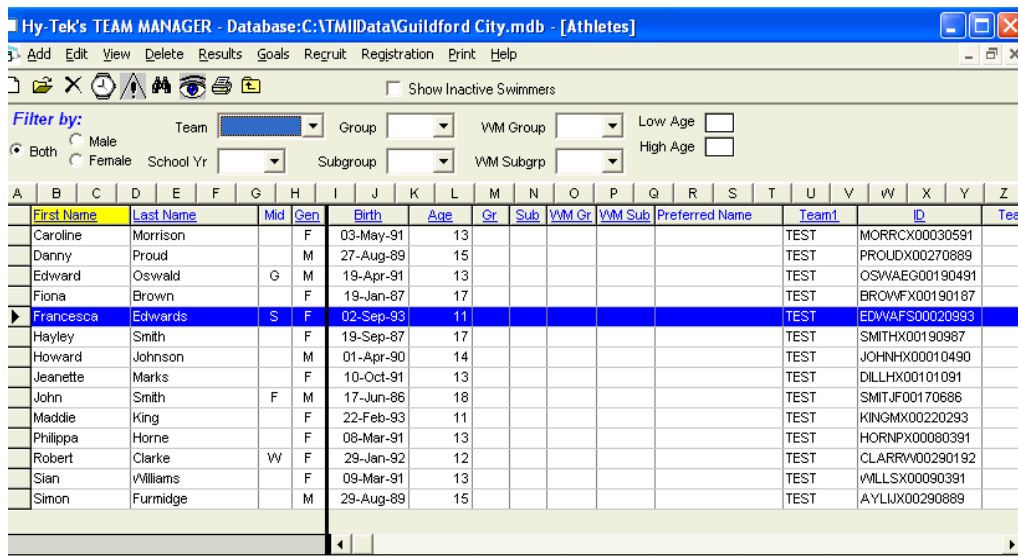 Hy-Tek's TEAM MANAGER - Database:C:\TMIIData\Guildford City.mdb - [Athletes]
Add Edit View Delete Results Goals Recruit Registration Print Help
Show Inactive Swimmers
Filter by:
Both Male Female
Team Group WM Group Low Age
School Yr Subgroup WM Subgrp High Age
A B C D E F G H I J K L M N O P Q R S T U V W X Y Z
First Name Last Name Mid Gen Birth Age Gr Sub WM Gr WM Sub Preferred Name Team1 ID Tea
Caroline Morrison F 03-May-91 13 TEST MORRCX00030591
Danny Proud M 27-Aug-89 15 TEST PROUDX00270889
Edward Oswald G M 19-Apr-91 13 TEST OSWAEG00190491
Fiona Brown F 19-Jan-87 17 TEST BROWFX00190187
Francesca Edwards S F 02-Sep-93 11 TEST EDWAFS00020993
Hayley Smith F 19-Sep-87 17 TEST SMITHX00190987
Howard Johnson M 01-Apr-90 14 TEST JOHNHX00010490
Jeanette Marks F 10-Oct-91 13 TEST DILLHX00101091
John Smith F M 17-Jun-86 18 TEST SMITJF00170686
Maddie King F 22-Feb-93 11 TEST KINGMX00220293
Philippa Horne F 08-Mar-91 13 TEST HORNPX00080391
Robert Clarke W F 29-Jan-92 12 TEST CLARRW00290192
Sian Williams F 09-Mar-91 13 TEST WILLSX00090391
Simon Furmidge M 29-Aug-89 15 TEST AYLIJX00290889